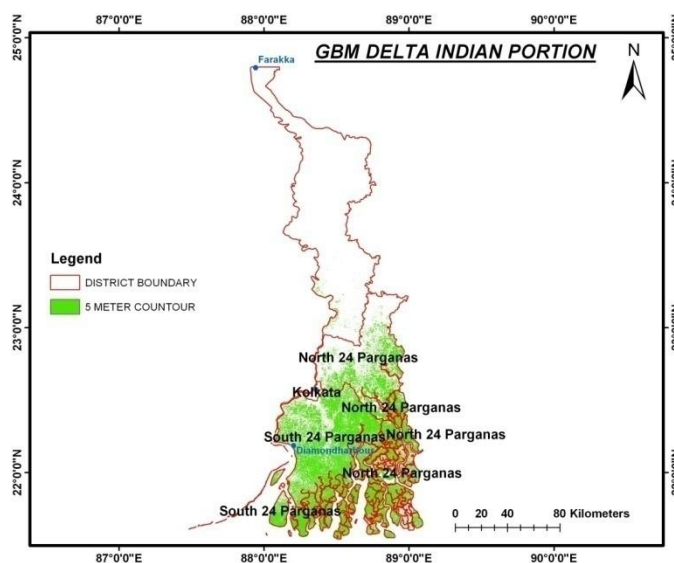 87°0'0"E 88°0'0"E 89°0'0"E 90°0'0"E
GBM DELTA INDIAN PORTION
N
Farakka
25°0'0"N
24°0'0"N
23°0'0"N
22°0'0"N
Legend
DISTRICT BOUNDARY
5 METER COUNTOUR
North 24 Parganas
Kolkata
North 24 Parganas
South 24 Parganas
North 24 Parganas
Diamondharbour
North 24 Parganas
South 24 Parganas
0 20 40 80 Kilometers
87°0'0"E 88°0'0"E 89°0'0"E 90°0'0"E